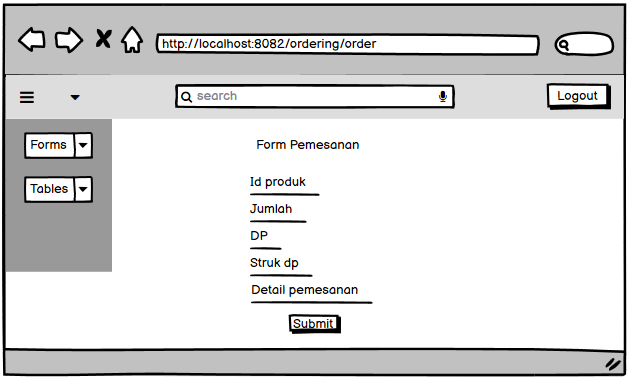 http://localhost:8082/ordering/order
search
Logout
Forms
Tables
Form Pemesanan
Id produk
Jumlah
DP
Struk dp
Detail pemesanan
Submit